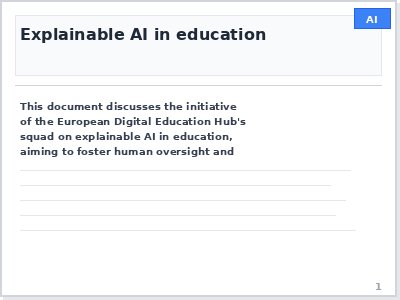 AI
Explainable AI in education
This document discusses the initiative
of the European Digital Education Hub's
squad on explainable AI in education,
aiming to foster human oversight and
1